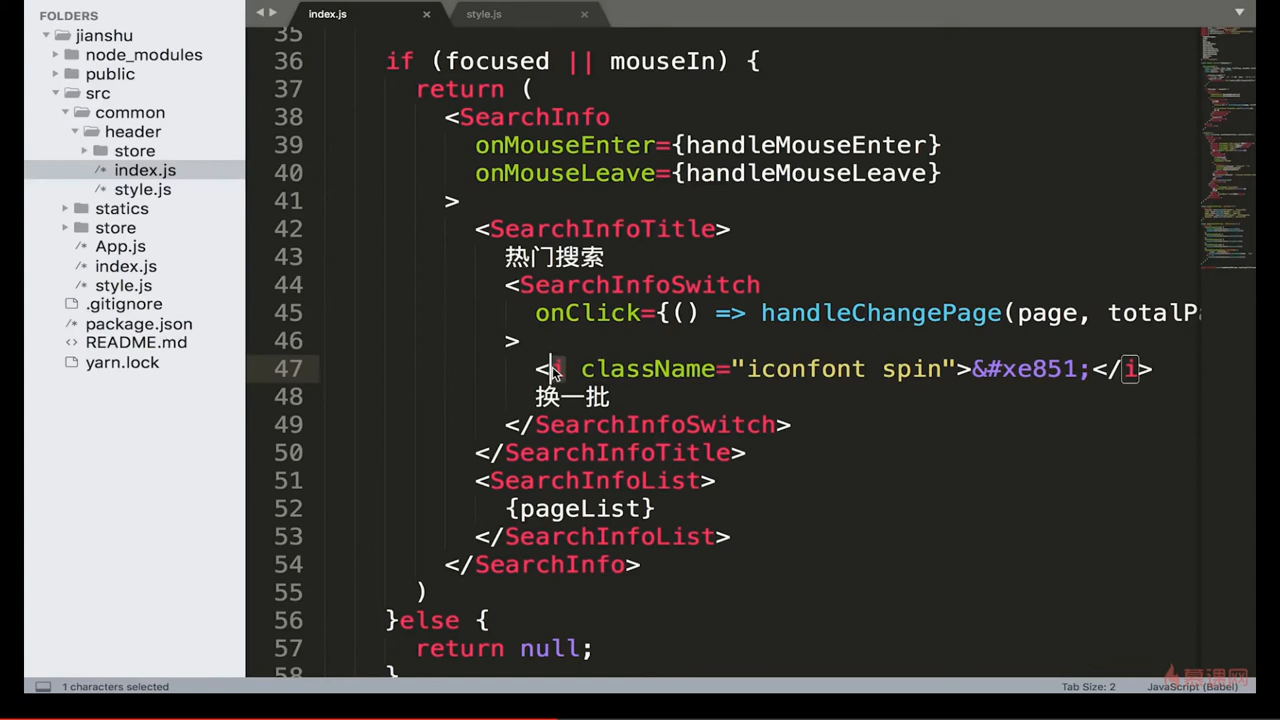 FOLDERS
jianshu
node_modules
public
src
common
header
store
index.js
style.js
statics
store
App.js
index.js
style.js
.gitignore
package.json
README.md
yarn.lock
index.js
style.js
35
36 if (focused || mouseIn) {
37 return (
38 <SearchInfo
39 onMouseEnter={handleMouseEnter}
40 onMouseLeave={handleMouseLeave}
41 >
42 <SearchInfoTitle>
43 热门搜索
44 <SearchInfoSwitch
45 onClick={() => handleChangePage(page, totalPa
46 >
47 <i className="iconfont spin">&#xe851;</i>
48 换一批
49 </SearchInfoSwitch>
50 </SearchInfoTitle>
51 <SearchInfoList>
52 {pageList}
53 </SearchInfoList>
54 </SearchInfo>
55 )
56 }else {
57 return null;
58 }
慕课网
1 characters selected
Tab Size: 2
JavaScript (Babel)